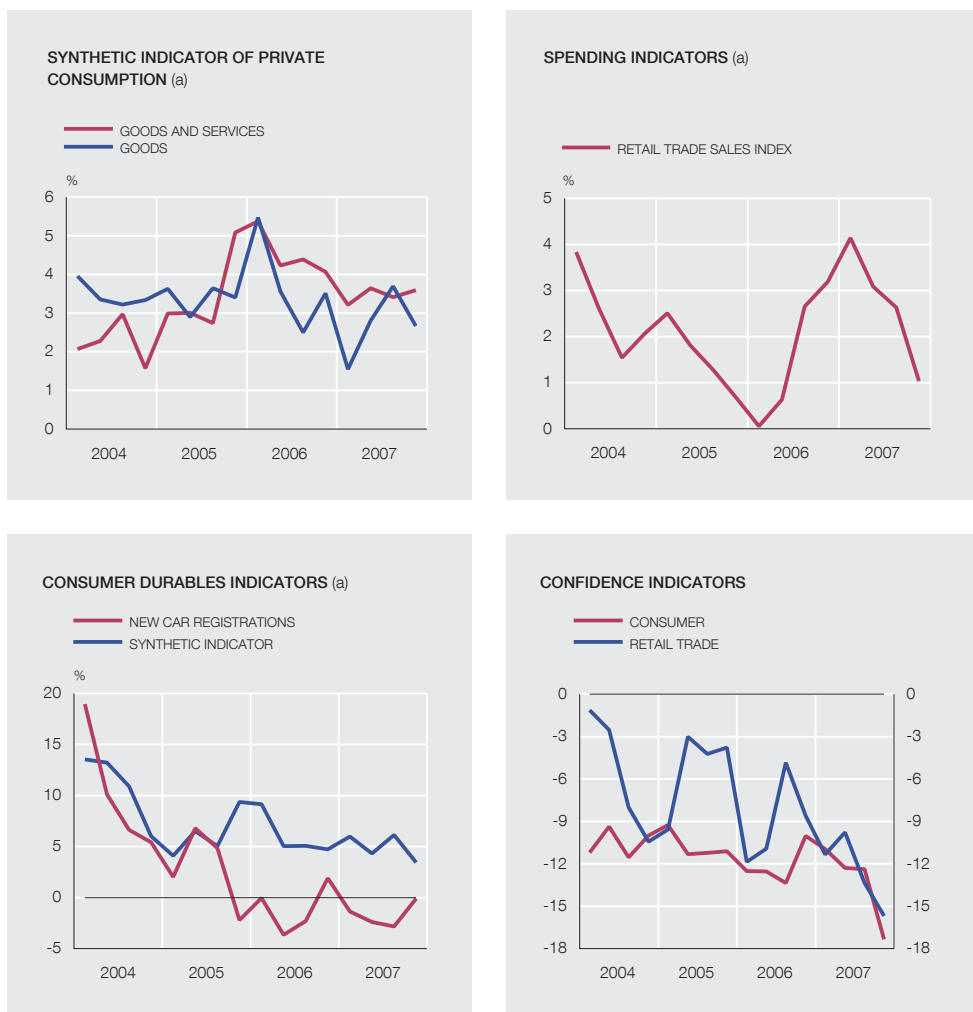 SYNTHETIC INDICATOR OF PRIVATE
CONSUMPTION (a)
GOODS AND SERVICES
GOODS
%
6
5
4
3
2
1
0
2004 2005 2006 2007
SPENDING INDICATORS (a)
RETAIL TRADE SALES INDEX
%
5
4
3
2
1
0
2004 2005 2006 2007
CONSUMER DURABLES INDICATORS (a)
NEW CAR REGISTRATIONS
SYNTHETIC INDICATOR
%
20
15
10
5
0
-5
2004 2005 2006 2007
CONFIDENCE INDICATORS
CONSUMER
RETAIL TRADE
0 0
-3 -3
-6 -6
-9 -9
-12 -12
-15 -15
-18 -18
2004 2005 2006 2007